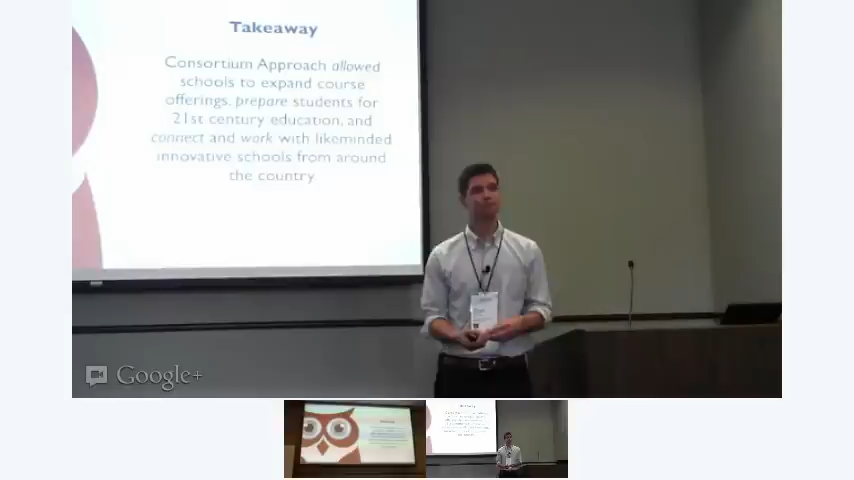 Takeaway
Consortium Approach allowed
schools to expand course
offerings, prepare students for
21st century education, and
connect and work with likeminded
innovative schools from around
the country
Google+